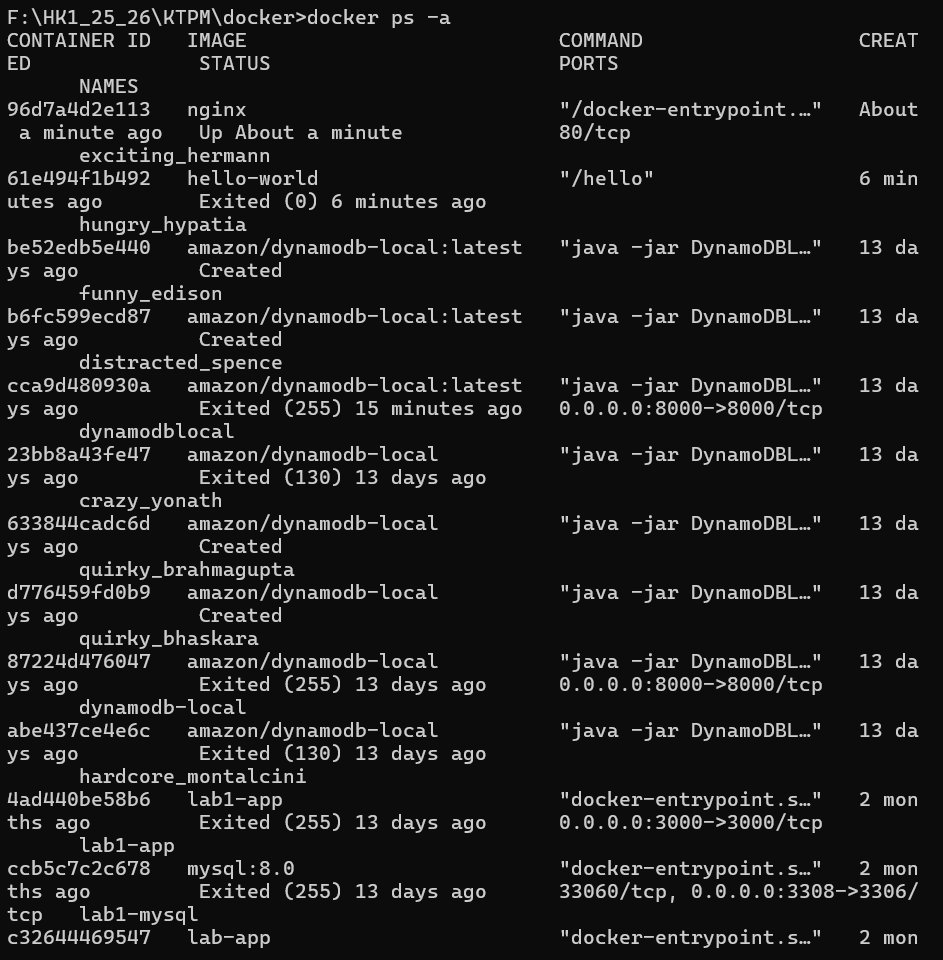 F:\HK1_25_26\KTPM\docker>docker ps -a
CONTAINER ID   IMAGE                          COMMAND                  CREAT
ED              STATUS                        PORTS
      NAMES
96d7a4d2e113   nginx                          "/docker-entrypoint.…"   About
 a minute ago   Up About a minute             80/tcp
      exciting_hermann
61e494f1b492   hello-world                    "/hello"                 6 min
utes ago        Exited (0) 6 minutes ago
      hungry_hypatia
be52edb5e440   amazon/dynamodb-local:latest   "java -jar DynamoDBL…"   13 da
ys ago          Created
      funny_edison
b6fc599ecd87   amazon/dynamodb-local:latest   "java -jar DynamoDBL…"   13 da
ys ago          Created
      distracted_spence
cca9d480930a   amazon/dynamodb-local:latest   "java -jar DynamoDBL…"   13 da
ys ago          Exited (255) 15 minutes ago   0.0.0.0:8000->8000/tcp
      dynamodblocal
23bb8a43fe47   amazon/dynamodb-local          "java -jar DynamoDBL…"   13 da
ys ago          Exited (130) 13 days ago
      crazy_yonath
633844cadc6d   amazon/dynamodb-local          "java -jar DynamoDBL…"   13 da
ys ago          Created
      quirky_brahmagupta
d776459fd0b9   amazon/dynamodb-local          "java -jar DynamoDBL…"   13 da
ys ago          Created
      quirky_bhaskara
87224d476047   amazon/dynamodb-local          "java -jar DynamoDBL…"   13 da
ys ago          Exited (255) 13 days ago      0.0.0.0:8000->8000/tcp
      dynamodb-local
abe437ce4e6c   amazon/dynamodb-local          "java -jar DynamoDBL…"   13 da
ys ago          Exited (130) 13 days ago
      hardcore_montalcini
4ad440be58b6   lab1-app                       "docker-entrypoint.s…"   2 mon
ths ago         Exited (255) 13 days ago      0.0.0.0:3000->3000/tcp
      lab1-app
ccb5c7c2c678   mysql:8.0                      "docker-entrypoint.s…"   2 mon
ths ago         Exited (255) 13 days ago      33060/tcp, 0.0.0.0:3308->3306/
tcp   lab1-mysql
c32644469547   lab-app                        "docker-entrypoint.s…"   2 mon